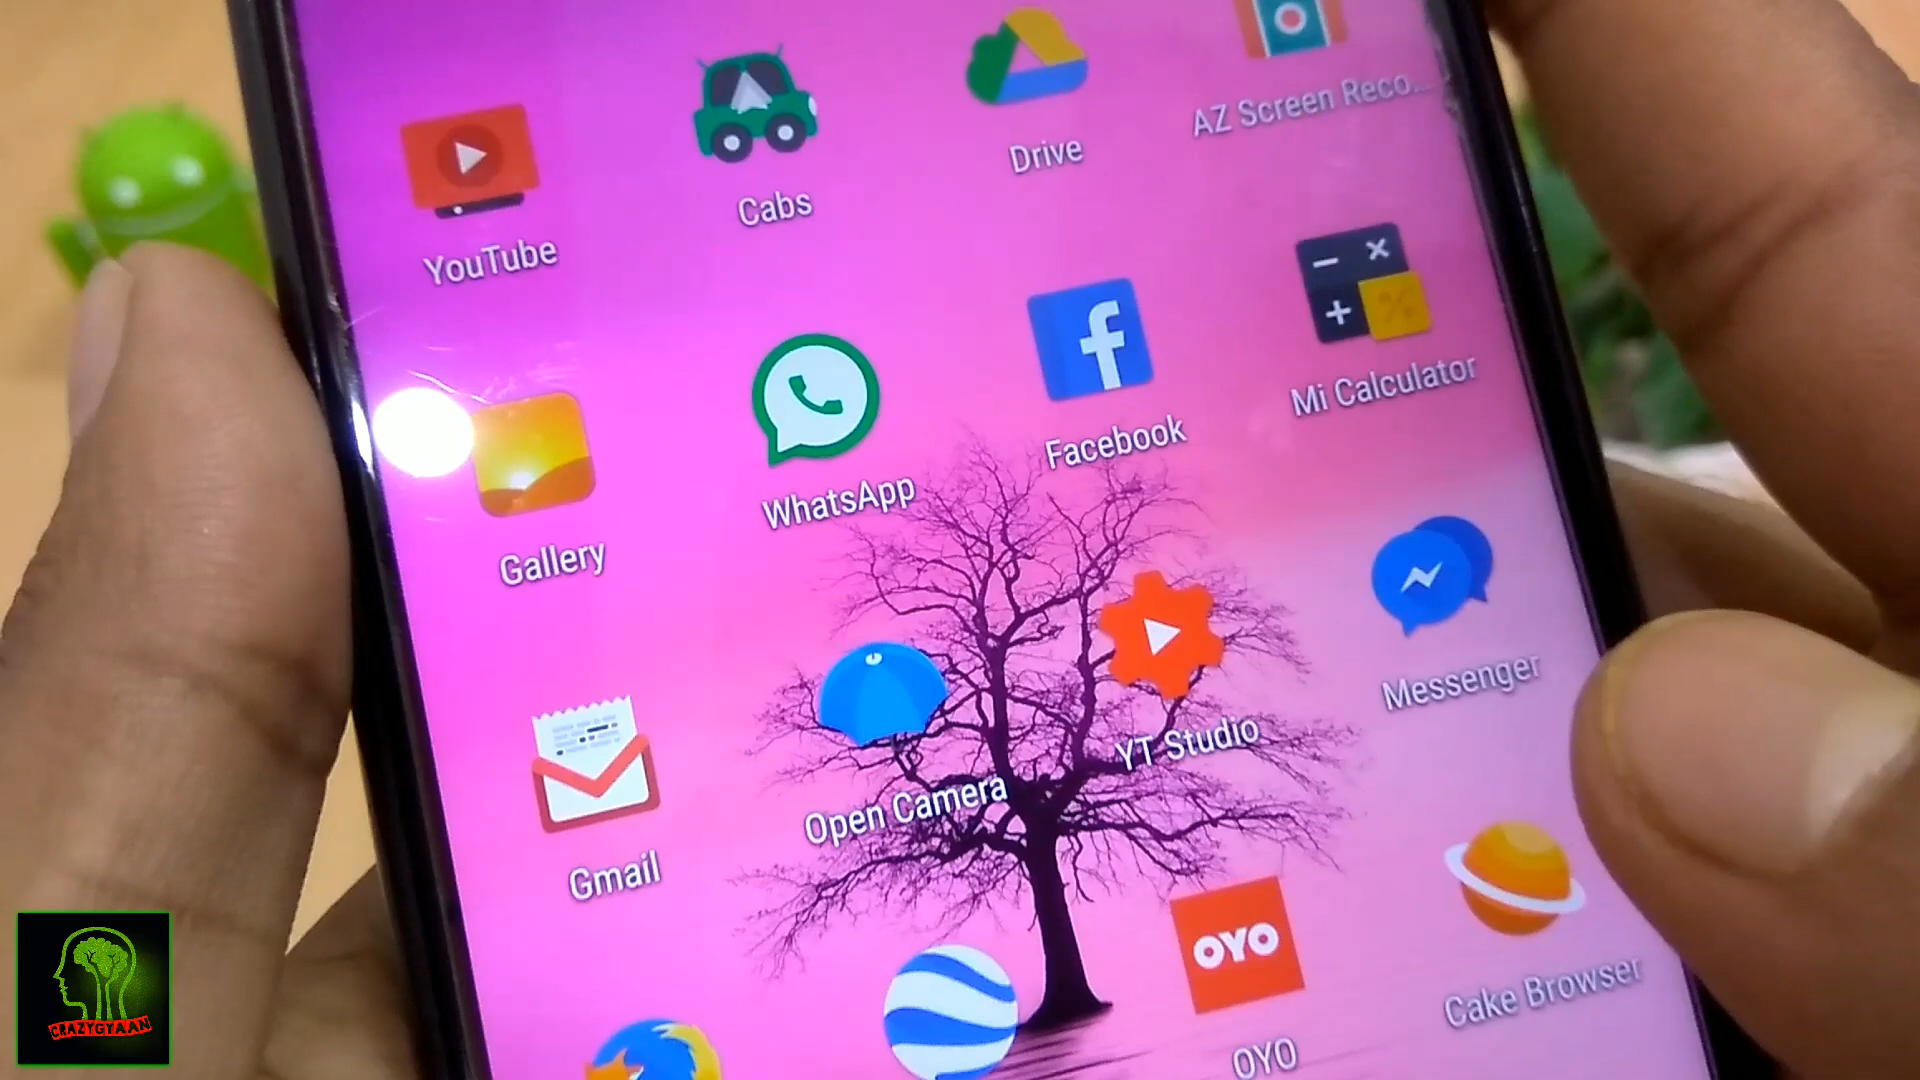 AZ Screen Reco...
Drive
Cabs
YouTube
Mi Calculator
Facebook
WhatsApp
Gallery
Messenger
YT Studio
Open Camera
Gmail
OYO
Cake Browser
OYO
CRAZYGYAAN